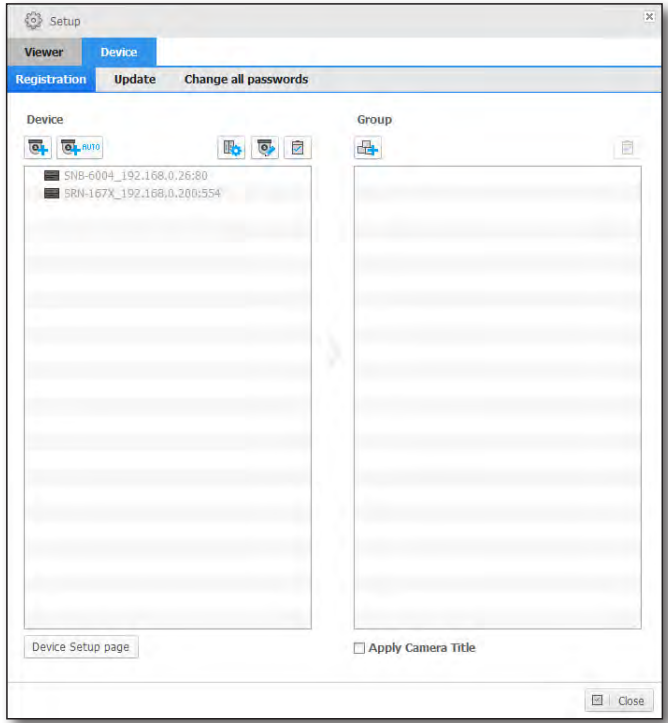 Setup
Viewer Device
Registration Update Change all passwords
Device Group
AUTO
SNB-6004_192.168.0.26:80
SRN-167X_192.168.0.200:554
Device Setup page
Apply Camera Title
Close